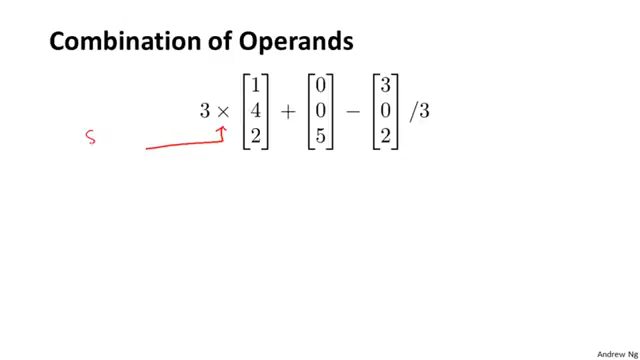 Combination of Operands
3 × [1 4 2] + [0 0 5] − [3 0 2] /3
S
Andrew Ng